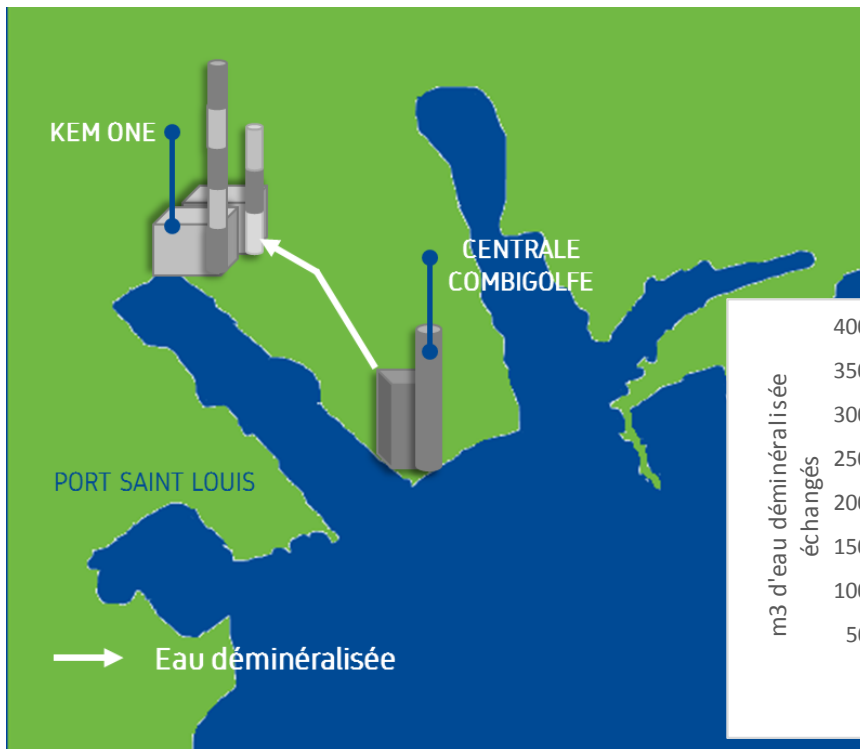 KEM ONE
CENTRALE
COMBIGOLFE
PORT SAINT LOUIS
Eau déminéralisée
m3 d'eau déminéralisée
échangés